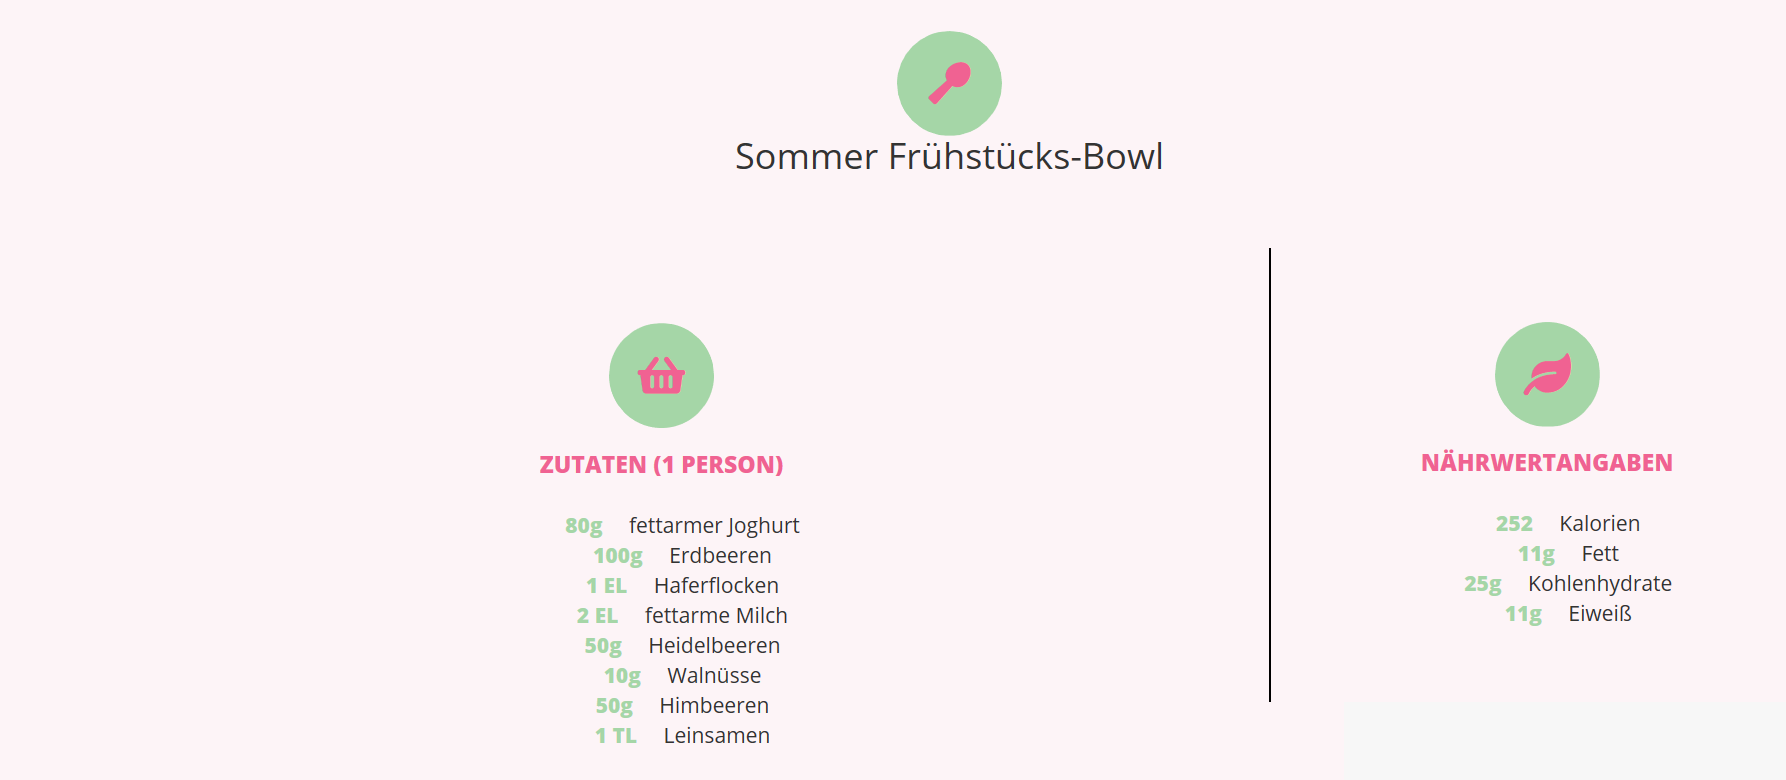 Sommer Frühstücks-Bowl
ZUTATEN (1 PERSON)
80g fettarmer Joghurt
100g Erdbeeren
1 EL Haferflocken
2 EL fettarme Milch
50g Heidelbeeren
10g Walnüsse
50g Himbeeren
1 TL Leinsamen
NÄHRWERTANGABEN
252 Kalorien
11g Fett
25g Kohlenhydrate
11g Eiweiß